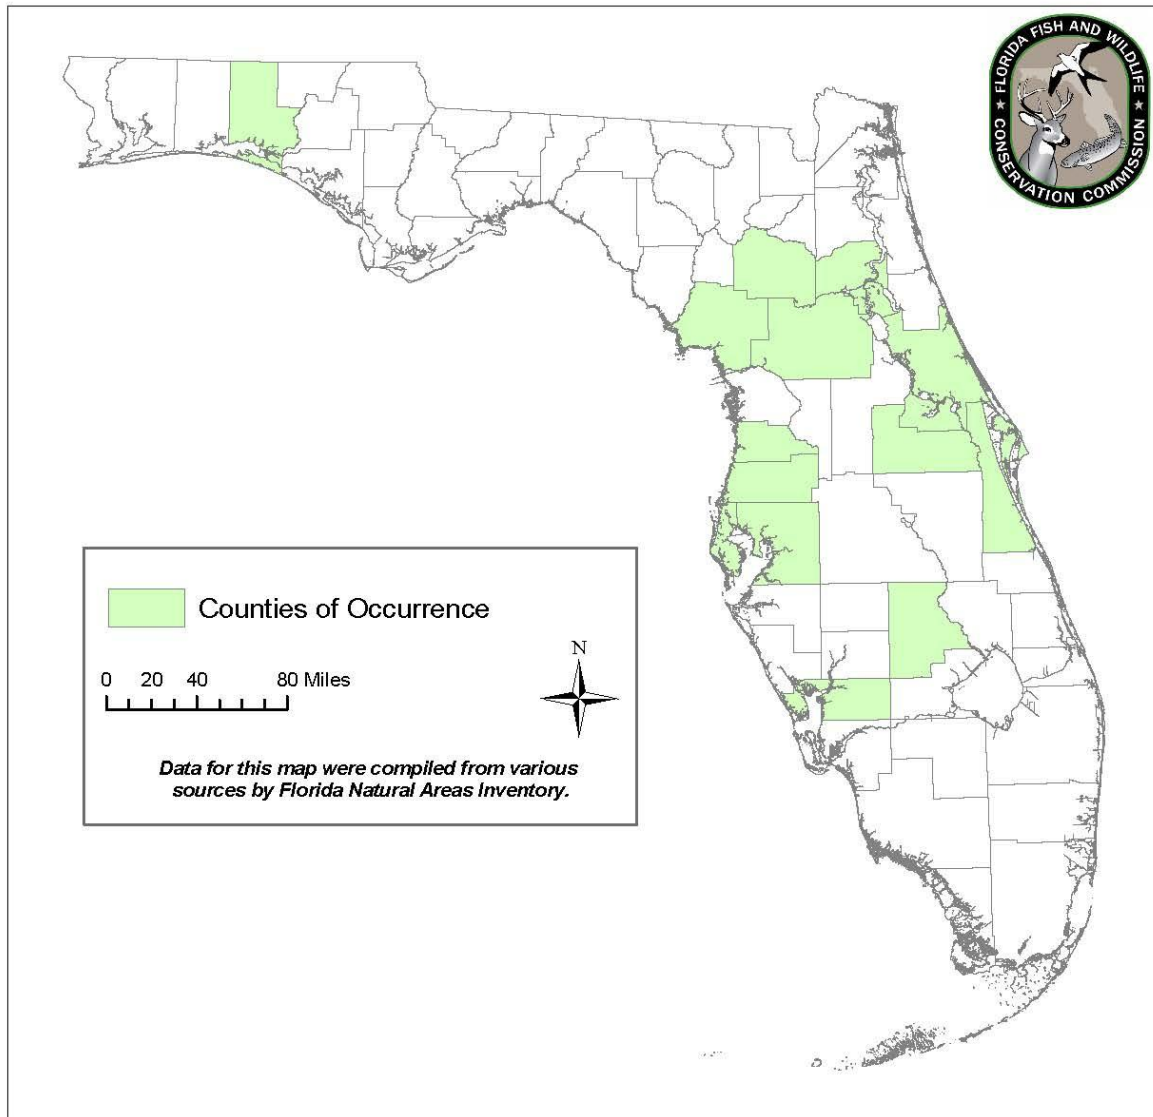 FLORIDA FISH AND WILDLIFE
CONSERVATION COMMISSION
Counties of Occurrence
0 20 40 80 Miles
N
Data for this map were compiled from various
sources by Florida Natural Areas Inventory.